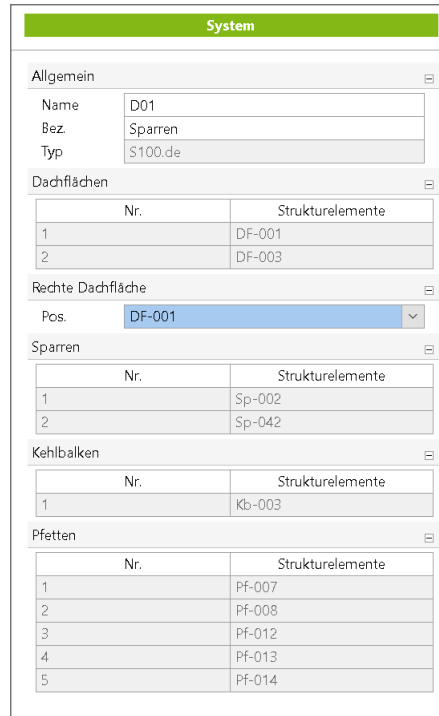 System
Allgemein
Name D01
Bez. Sparren
Typ S100.de
Dachflächen
Nr. Strukturelemente
1 DF-001
2 DF-003
Rechte Dachfläche
Pos. DF-001
Sparren
Nr. Strukturelemente
1 Sp-002
2 Sp-042
Kehlbalken
Nr. Strukturelemente
1 Kb-003
Pfetten
Nr. Strukturelemente
1 Pf-007
2 Pf-008
3 Pf-012
4 Pf-013
5 Pf-014